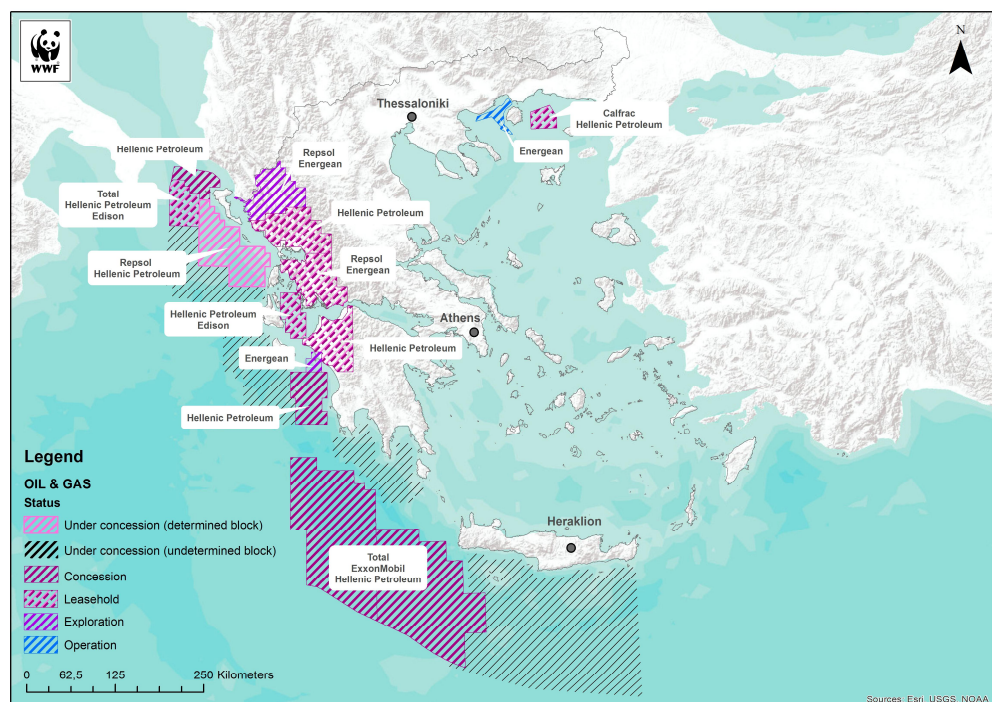 WWF
N
Thessaloniki
Calfrac
Hellenic Petroleum
Energean
Hellenic Petroleum
Repsol
Energean
Total
Hellenic Petroleum
Edison
Hellenic Petroleum
Repsol
Hellenic Petroleum
Repsol
Energean
Hellenic Petroleum
Edison
Athens
Energean
Hellenic Petroleum
Hellenic Petroleum
Heraklion
Total
ExxonMobil
Hellenic Petroleum
Legend
OIL & GAS
Status
Under concession (determined block)
Under concession (undetermined block)
Concession
Leasehold
Exploration
Operation
0 62,5 125 250 Kilometers
Sources Esri USGS NOAA